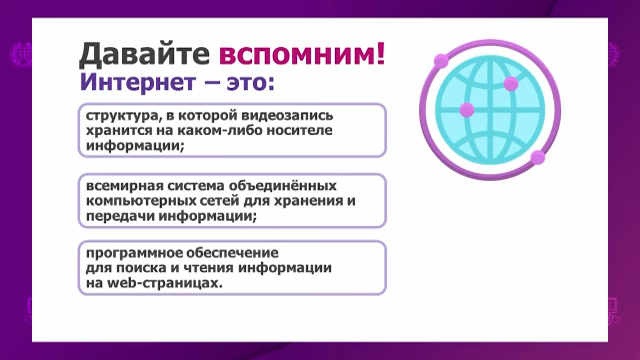 Давайте вспомним!
Интернет – это:
структура, в которой видеозапись
хранится на каком-либо носителе
информации;
всемирная система объединённых
компьютерных сетей для хранения и
передачи информации;
программное обеспечение
для поиска и чтения информации
на web-страницах.